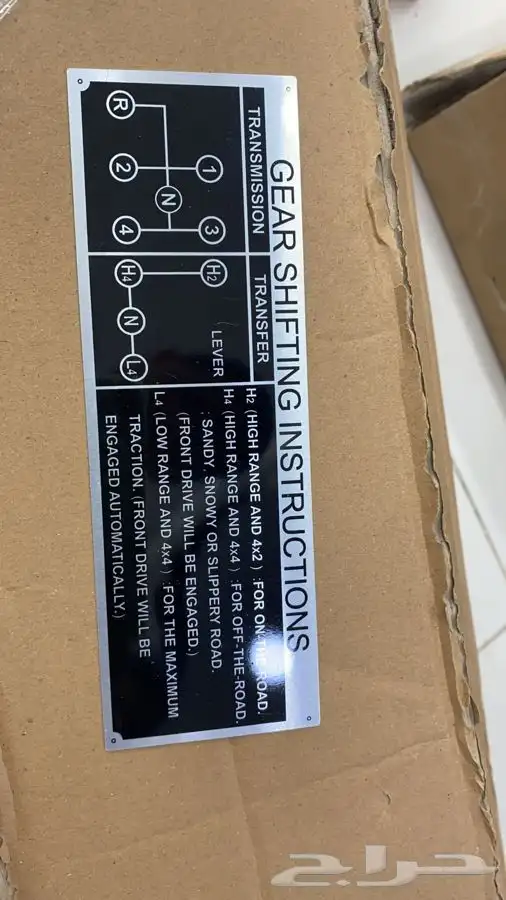 GEAR SHIFTING INSTRUCTIONS
TRANSMISSION
TRANSFER
1 3
R N
2 4
H2
LEVER
H4 N L4
H2 (HIGH RANGE AND 4x2) :FOR ON-THE-ROAD.
H4 (HIGH RANGE AND 4x4) :FOR OFF-THE-ROAD.
: SANDY, SNOWY OR SLIPPERY ROAD.
(FRONT DRIVE WILL BE ENGAGED.)
L4 (LOW RANGE AND 4x4) :FOR THE MAXIMUM
TRACTION. (FRONT DRIVE WILL BE
ENGAGED AUTOMATICALLY.)
حراج